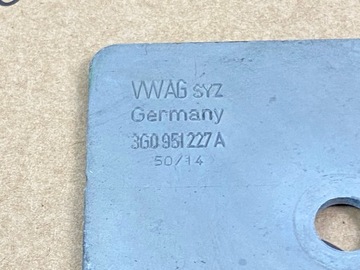 VWAG SYZ
Germany
3G0 951 227 A
50/14